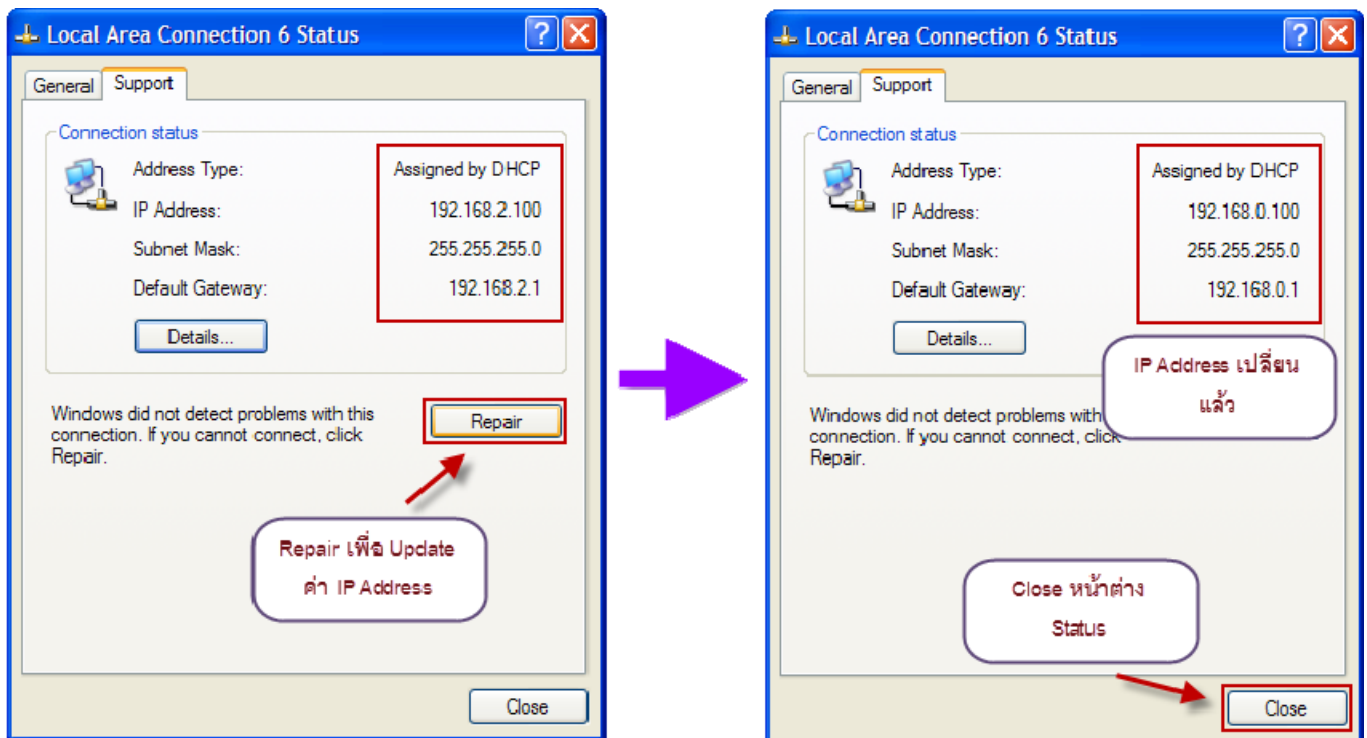 Local Area Connection 6 Status
General Support
Connection status
Address Type: Assigned by DHCP
IP Address: 192.168.2.100
Subnet Mask: 255.255.255.0
Default Gateway: 192.168.2.1
Details...
Windows did not detect problems with this
connection. If you cannot connect, click
Repair.
Repair
Repair เพื่อ Update
ค่า IP Address
Close
Local Area Connection 6 Status
General Support
Connection status
Address Type: Assigned by DHCP
IP Address: 192.168.0.100
Subnet Mask: 255.255.255.0
Default Gateway: 192.168.0.1
Details...
IP Address เปลี่ยน
แล้ว
Windows did not detect problems with
connection. If you cannot connect, click
Repair.
Close หน้าต่าง
Status
Close